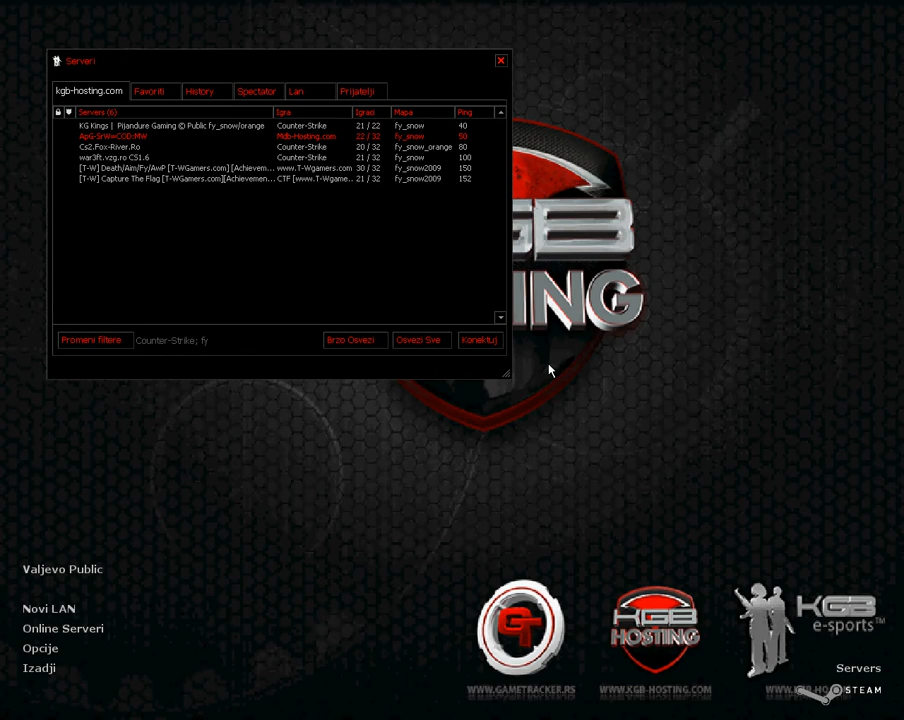 Serveri
kgb-hosting.com Favoriti History Spectator Lan Prijatelji
Servers (6) Igra Igraci Mapa Ping
KG Kings | Pijandure Gaming © Public fy_snow/orange Counter-Strike 21 / 22 fy_snow 40
ApG-SrW=COD:MW Mdb-Hosting.com 22 / 32 fy_snow 50
Cs2.Fox-River.Ro Counter-Strike 20 / 32 fy_snow_orange 80
war3ft.vzg.ro CS1.6 Counter-Strike 21 / 32 fy_snow 100
[T-W] Death/Aim/Fy/AwP [T-WGamers.com][Achievem... www.T-Wgamers.com 30 / 32 fy_snow2009 150
[T-W] Capture The Flag [T-WGamers.com][Achievemen... CTF [www.T-Wgame.. 21 / 32 fy_snow2009 152
Promeni filtere Counter-Strike; fy Brzo Osvezi Osvezi Sve Konektuj
Valjevo Public
Novi LAN
Online Serveri
Opcije
Izadji
GT
KGB
HOSTING
KGB
e-sports™
Servers
WWW.GAMETRACKER.RS WWW.KGB-HOSTING.COM
STEAM